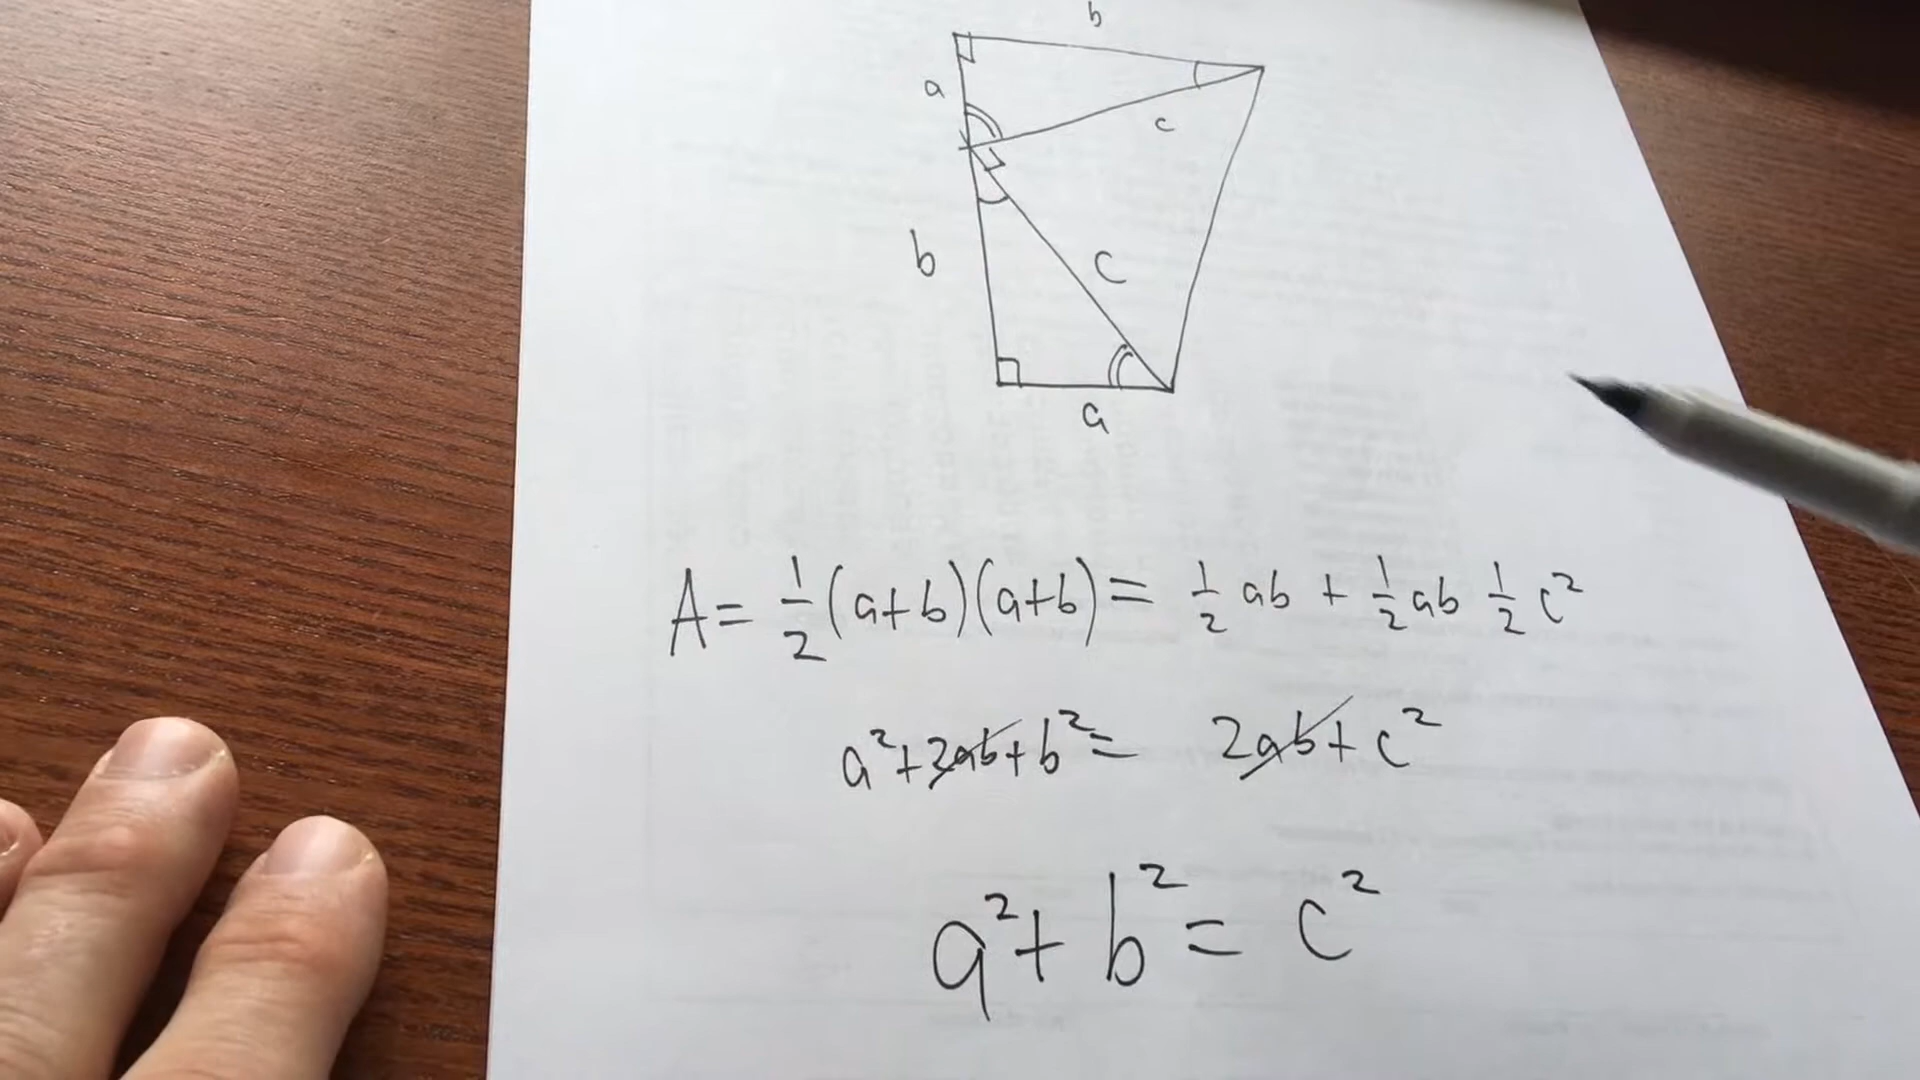 b
a
c
b
C
a
A = 1/2 (a+b)(a+b) = 1/2 ab + 1/2 ab 1/2 c²
a² + 2ab + b² = 2ab + c²
a² + b² = c²